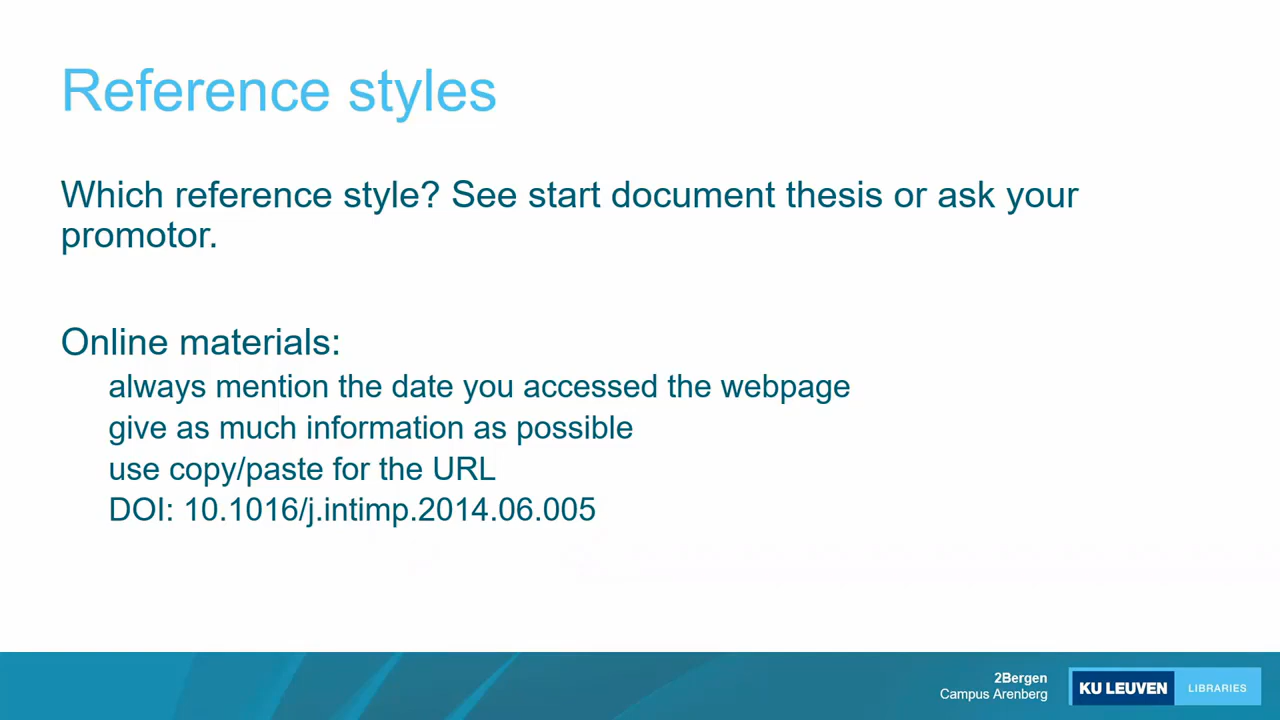 Reference styles
Which reference style? See start document thesis or ask your
promotor.
Online materials:
always mention the date you accessed the webpage
give as much information as possible
use copy/paste for the URL
DOI: 10.1016/j.intimp.2014.06.005
2Bergen
Campus Arenberg
KU LEUVEN LIBRARIES